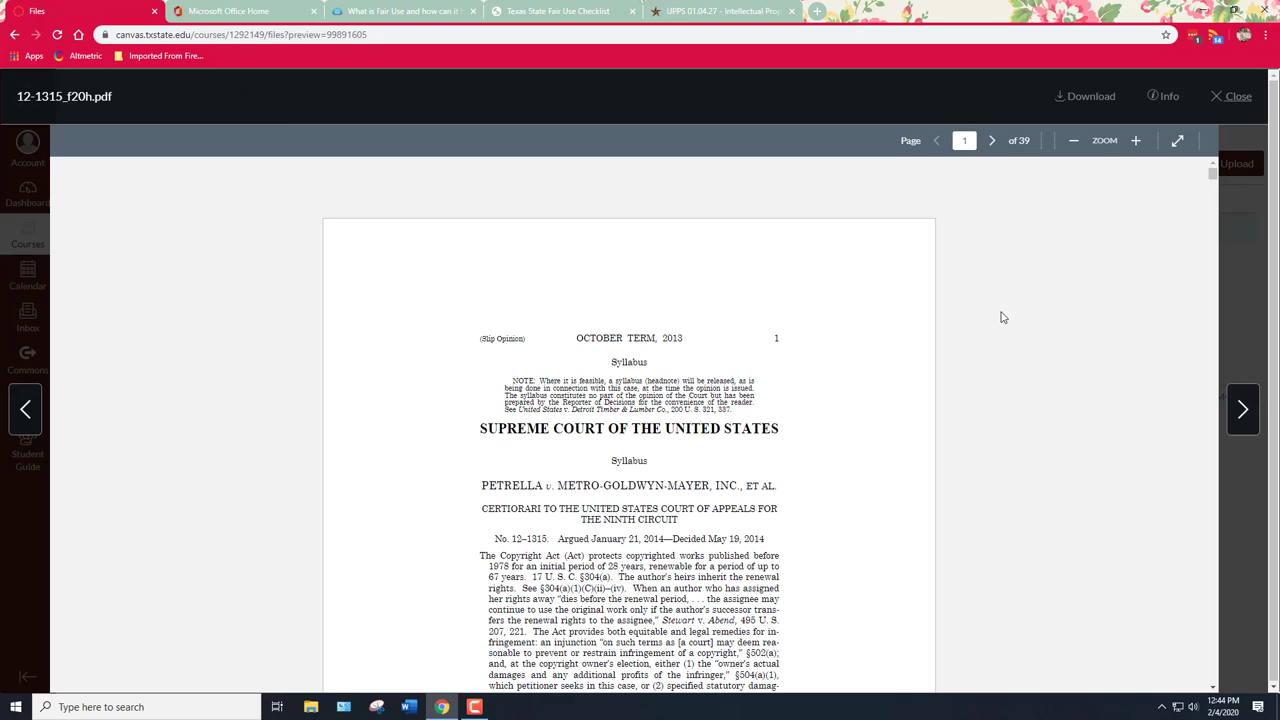 Files
Microsoft Office Home
What is Fair Use and how can it
Texas State Fair Use Checklist
UPPS 01.04.27 - Intellectual Prop
canvas.txstate.edu/courses/1292149/files?preview=99891605
1
14
Apps
Altmetric
Imported From Fire...
12-1315_f20h.pdf
Download
Info
Close
Page
1
of 39
ZOOM
Account
Dashboard
Courses
Calendar
Inbox
Commons
Student
Guide
Upload
(Slip Opinion) OCTOBER TERM, 2013 1
Syllabus
NOTE: Where it is feasible, a syllabus (headnote) will be released, as is
being done in connection with this case, at the time the opinion is issued.
The syllabus constitutes no part of the opinion of the Court but has been
prepared by the Reporter of Decisions for the convenience of the reader.
See United States v. Detroit Timber & Lumber Co., 200 U. S. 321, 337.
SUPREME COURT OF THE UNITED STATES
Syllabus
PETRELLA v. METRO-GOLDWYN-MAYER, INC., ET AL.
CERTIORARI TO THE UNITED STATES COURT OF APPEALS FOR
THE NINTH CIRCUIT
No. 12–1315. Argued January 21, 2014—Decided May 19, 2014
The Copyright Act (Act) protects copyrighted works published before
1978 for an initial period of 28 years, renewable for a period of up to
67 years. 17 U. S. C. §304(a). The author's heirs inherit the renewal
rights. See §304(a)(1)(C)(ii)–(iv). When an author who has assigned
her rights away “dies before the renewal period, . . . the assignee may
continue to use the original work only if the author's successor trans-
fers the renewal rights to the assignee,” Stewart v. Abend, 495 U. S.
207, 221. The Act provides both equitable and legal remedies for in-
fringement: an injunction “on such terms as [a court] may deem rea-
sonable to prevent or restrain infringement of a copyright,” §502(a);
and, at the copyright owner's election, either (1) the “owner's actual
damages and any additional profits of the infringer,” §504(a)(1),
which petitioner seeks in this case, or (2) specified statutory damag-
Type here to search
12:44 PM
2/4/2020